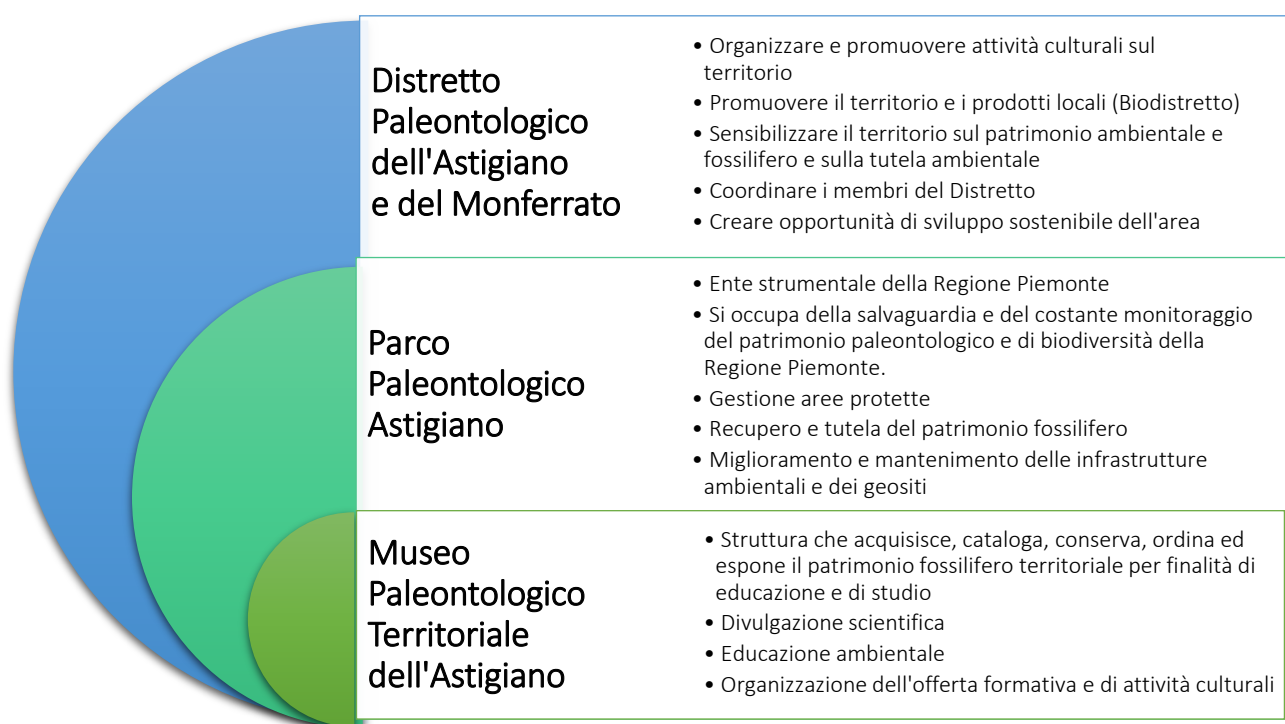 Distretto
Paleontologico
dell'Astigiano
e del Monferrato
• Organizzare e promuovere attività culturali sul
territorio
• Promuovere il territorio e i prodotti locali (Biodistretto)
• Sensibilizzare il territorio sul patrimonio ambientale e
fossilifero e sulla tutela ambientale
• Coordinare i membri del Distretto
• Creare opportunità di sviluppo sostenibile dell'area
Parco
Paleontologico
Astigiano
• Ente strumentale della Regione Piemonte
• Si occupa della salvaguardia e del costante monitoraggio
del patrimonio paleontologico e di biodiversità della
Regione Piemonte.
• Gestione aree protette
• Recupero e tutela del patrimonio fossilifero
• Miglioramento e mantenimento delle infrastrutture
ambientali e dei geositi
Museo
Paleontologico
Territoriale
dell'Astigiano
• Struttura che acquisisce, cataloga, conserva, ordina ed
espone il patrimonio fossilifero territoriale per finalità di
educazione e di studio
• Divulgazione scientifica
• Educazione ambientale
• Organizzazione dell'offerta formativa e di attività culturali